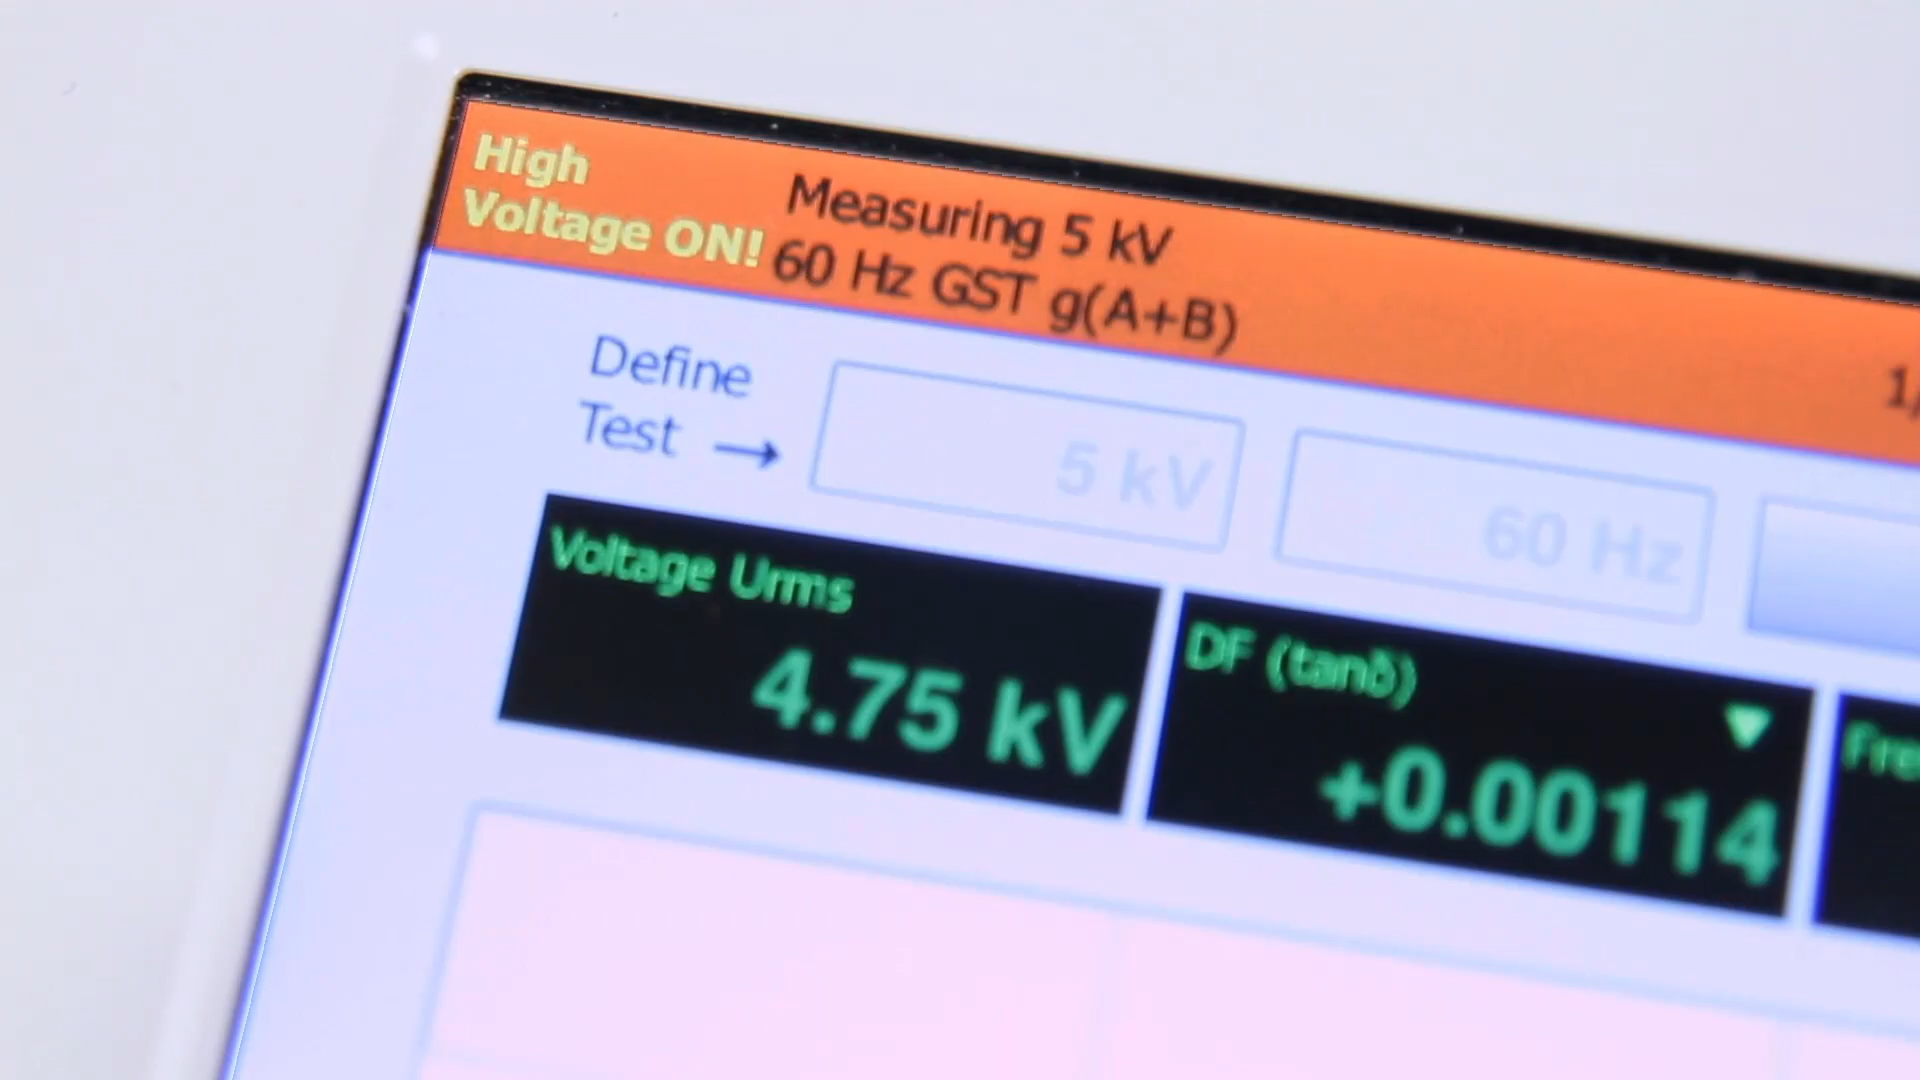 High
Voltage ON!
Measuring 5 kV
60 Hz GST g(A+B)
Define
Test →
5 kV
60 Hz
Voltage Urms
4.75 kV
DF (tanδ)
+0.00114